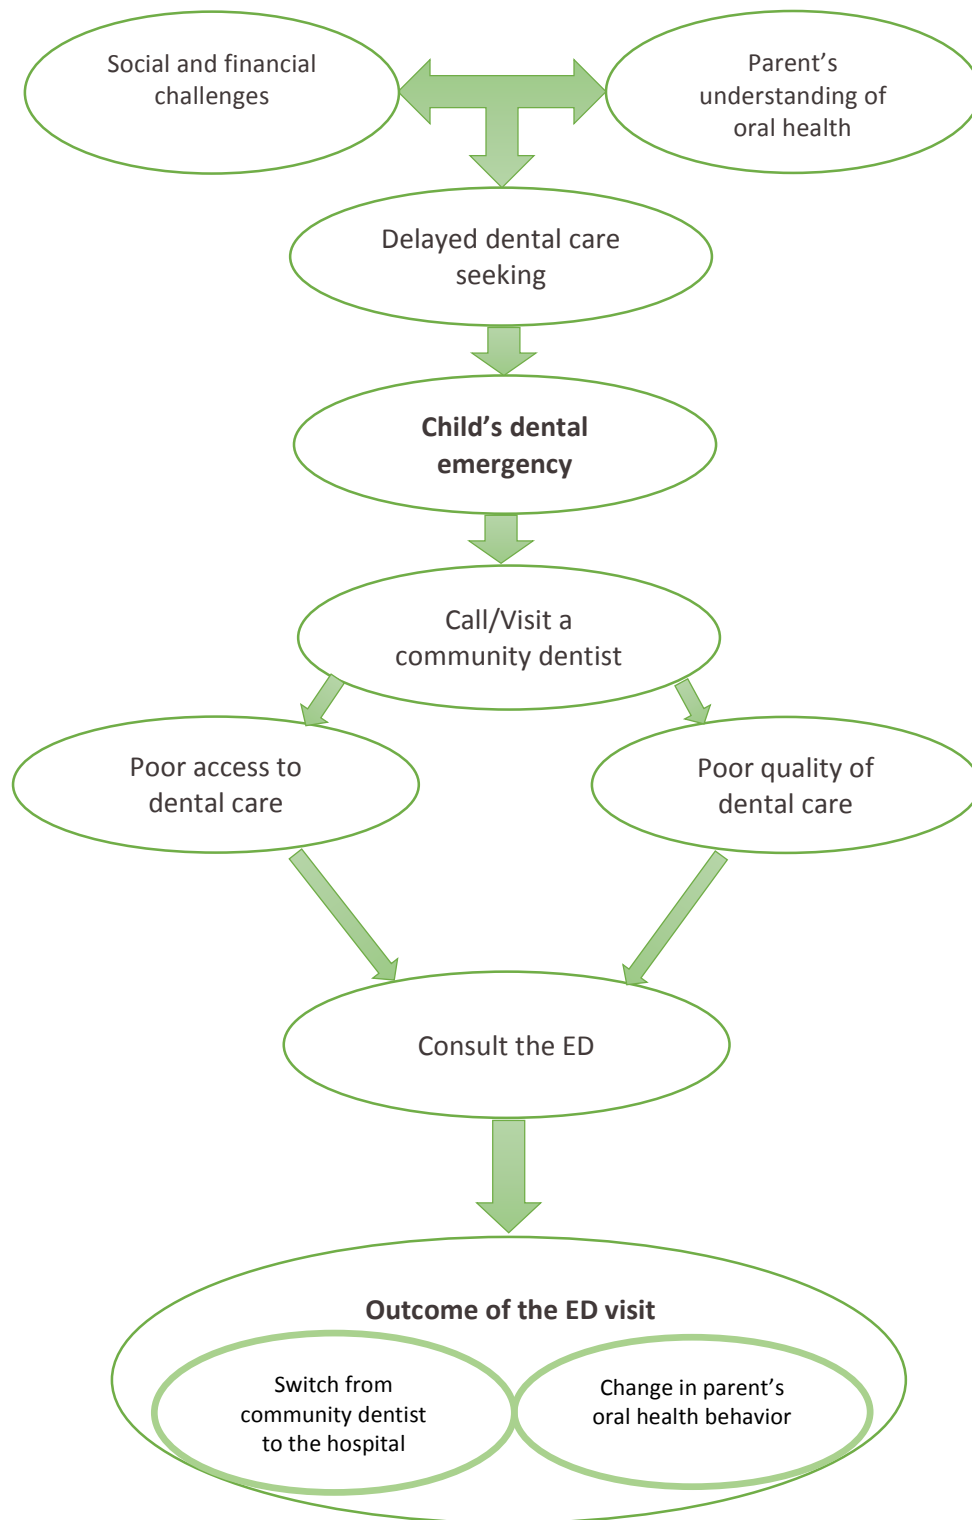 Social and financial
challenges
Parent’s
understanding of
oral health
Delayed dental care
seeking
Child’s dental
emergency
Call/Visit a
community dentist
Poor access to
dental care
Poor quality of
dental care
Consult the ED
Outcome of the ED visit
Switch from
community dentist
to the hospital
Change in parent’s
oral health behavior